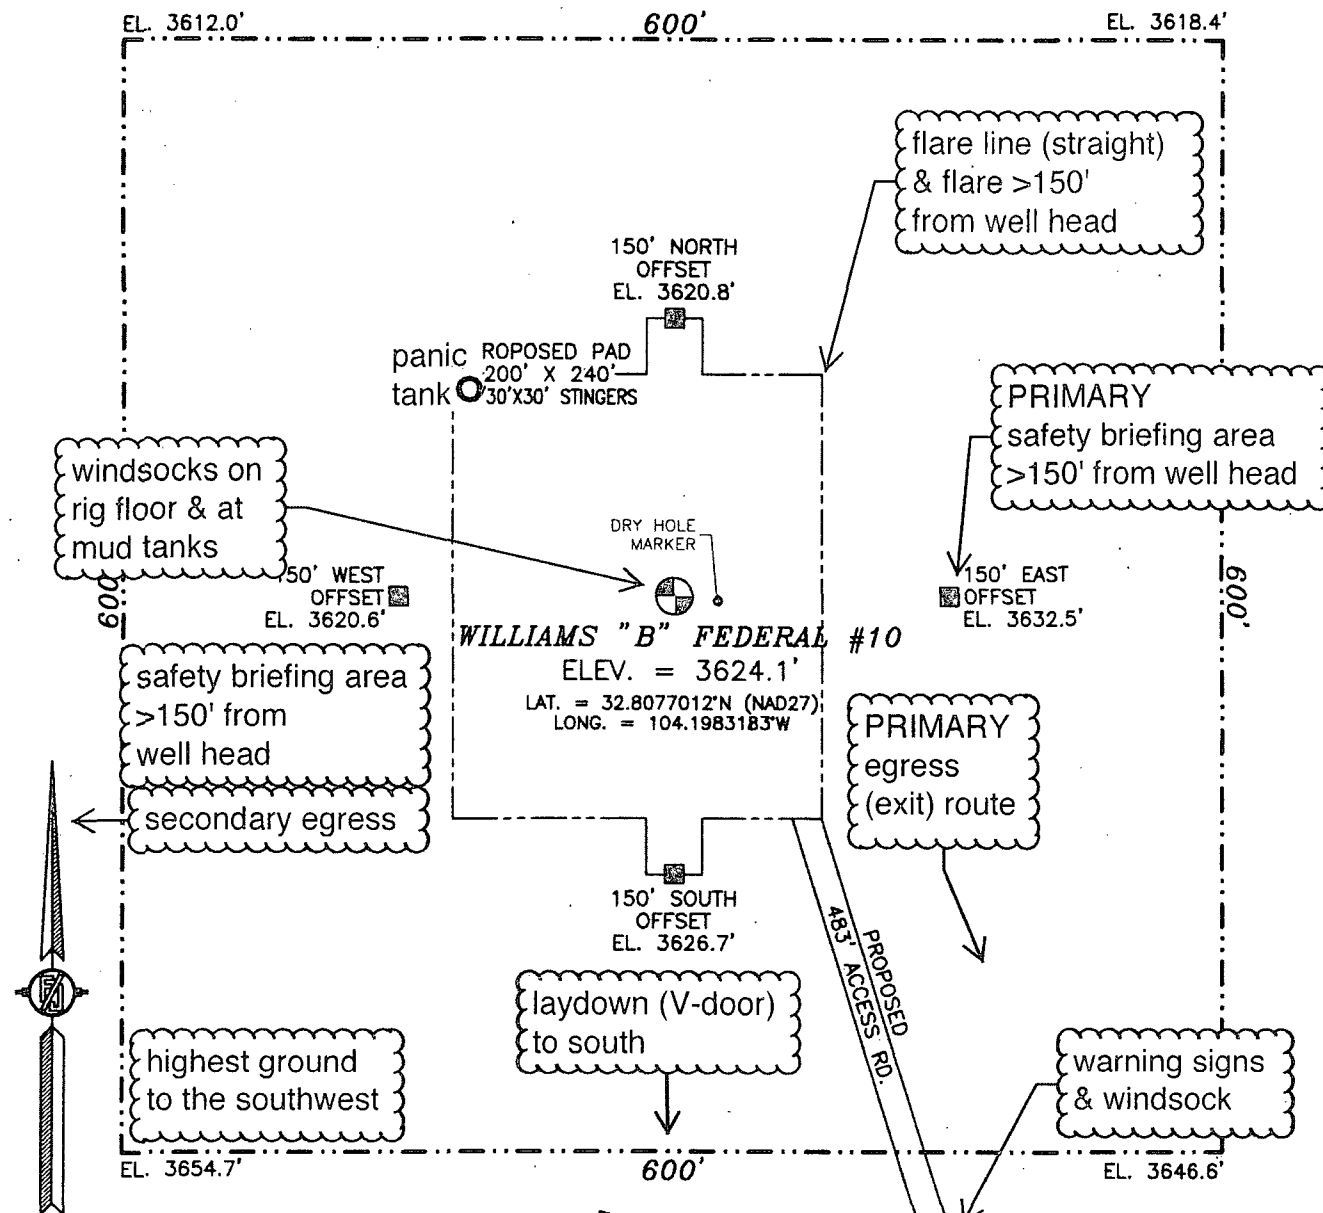 EL. 3612.0'
600'
EL. 3618.4'
flare line (straight)
& flare >150'
from well head
150' NORTH
OFFSET
EL. 3620.8'
panic
tank
ROPOSED PAD
200' X 240'
30'X30' STINGERS
PRIMARY
safety briefing area
>150' from well head
windsocks on
rig floor & at
mud tanks
DRY HOLE
MARKER
50' WEST
OFFSET
EL. 3620.6'
600'
150' EAST
OFFSET
EL. 3632.5'
600'
WILLIAMS "B" FEDERAL #10
ELEV. = 3624.1'
LAT. = 32.8077012°N (NAD27)
LONG. = 104.1983183°W
safety briefing area
>150' from
well head
secondary egress
PRIMARY
egress
(exit) route
150' SOUTH
OFFSET
EL. 3626.7'
PROPOSED
483' ACCESS RD.
laydown (V-door)
to south
highest ground
to the southwest
warning signs
& windsock
EL. 3654.7'
600'
EL. 3646.6'